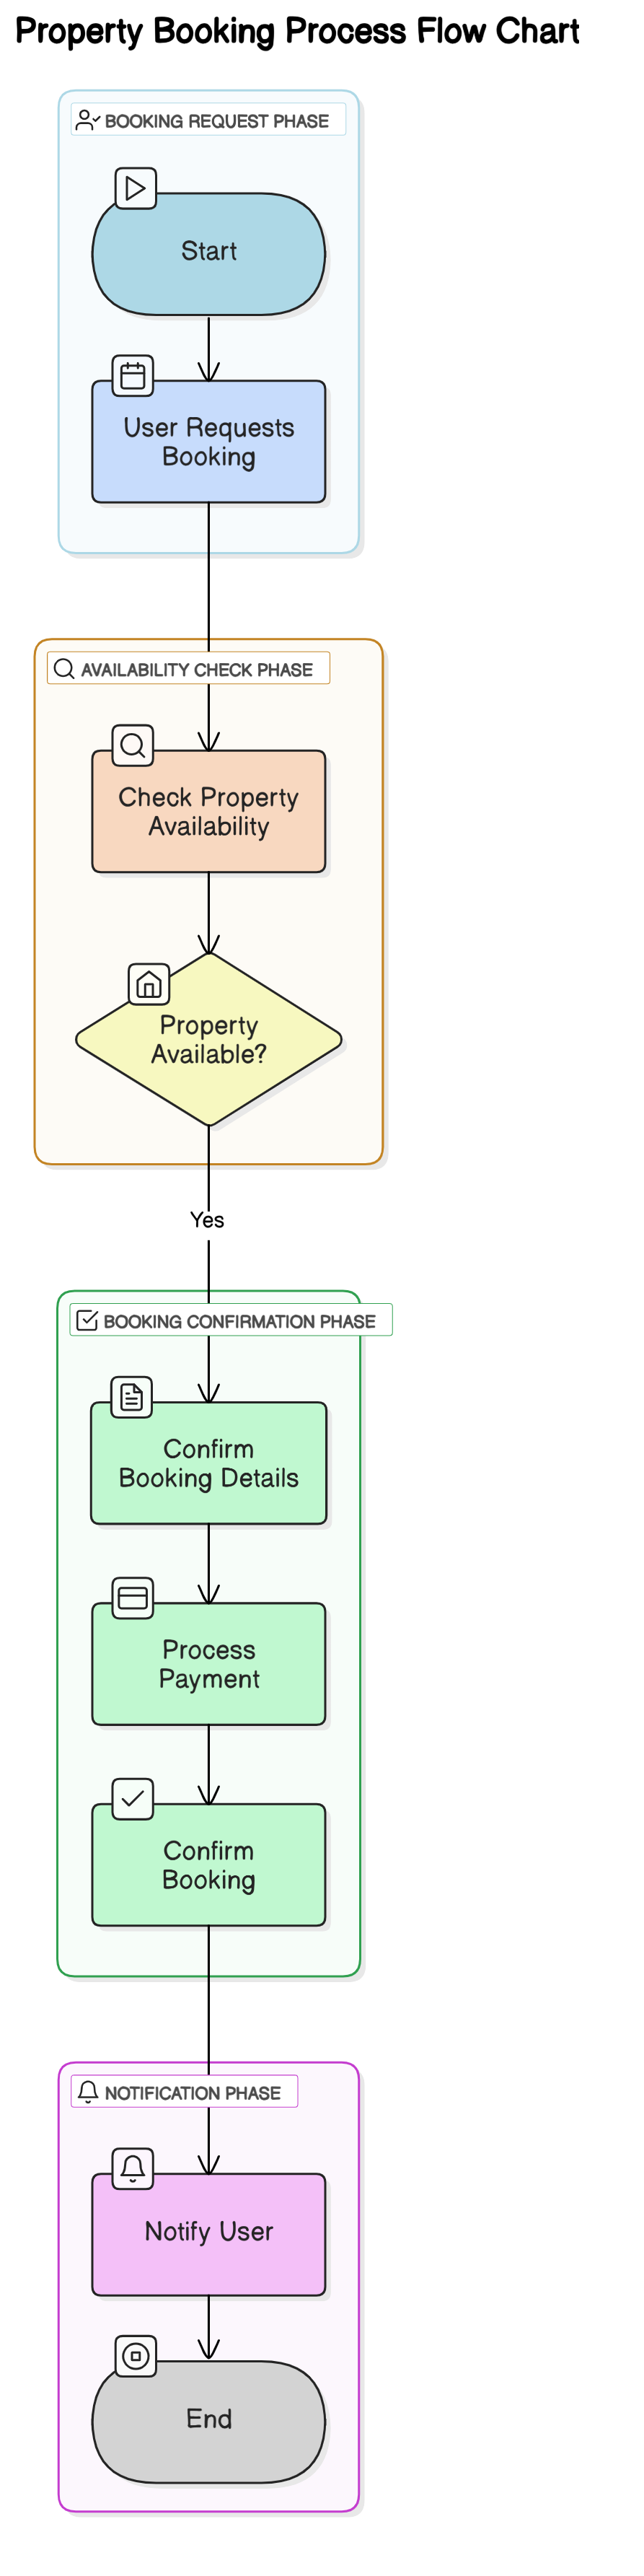 Property Booking Process Flow Chart
BOOKING REQUEST PHASE
Start
User Requests
Booking
AVAILABILITY CHECK PHASE
Check Property
Availability
Property
Available?
Yes
BOOKING CONFIRMATION PHASE
Confirm
Booking Details
Process
Payment
Confirm
Booking
NOTIFICATION PHASE
Notify User
End